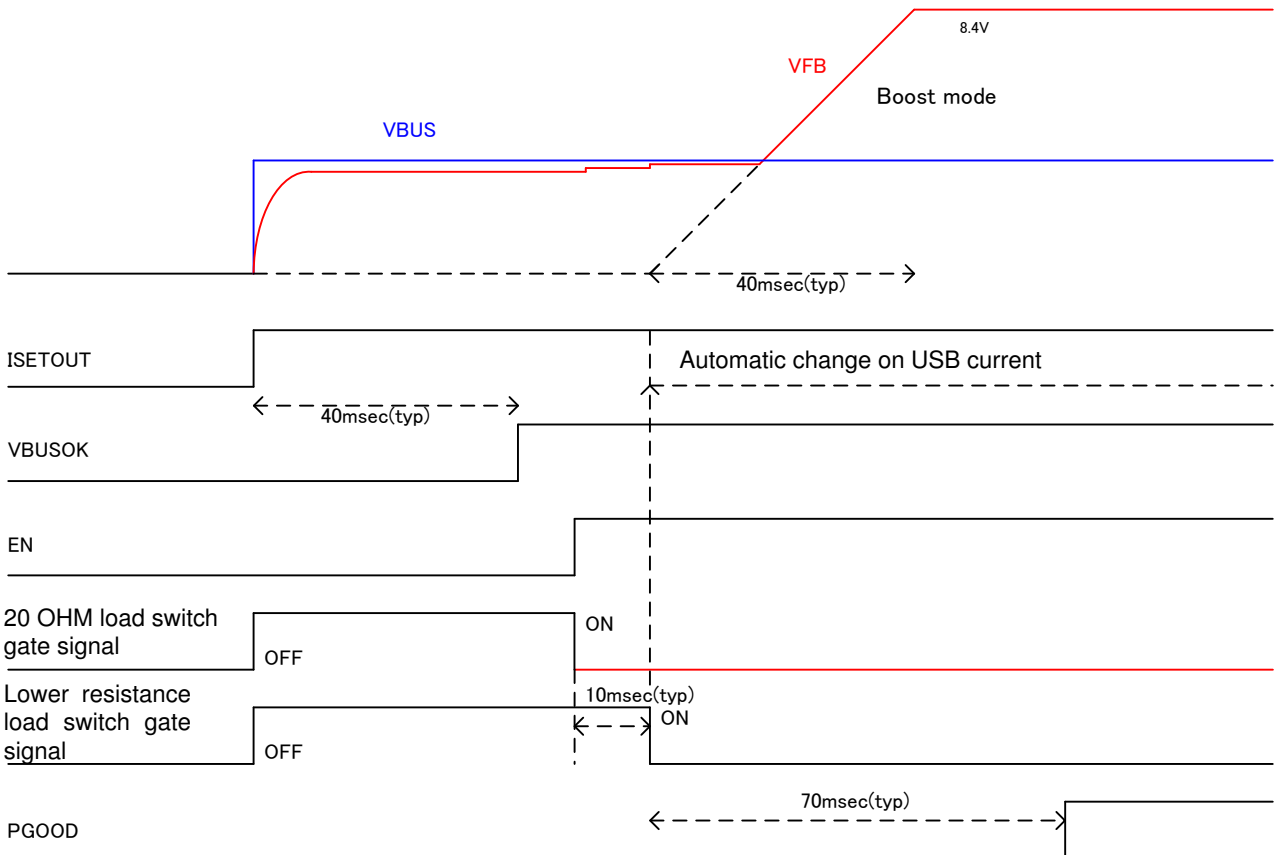 8.4V
VFB
Boost mode
VBUS
40msec(typ)
ISETOUT
Automatic change on USB current
40msec(typ)
VBUSOK
EN
20 OHM load switch
gate signal
ON
OFF
Lower resistance
load switch gate
signal
10msec(typ)
ON
OFF
70msec(typ)
PGOOD